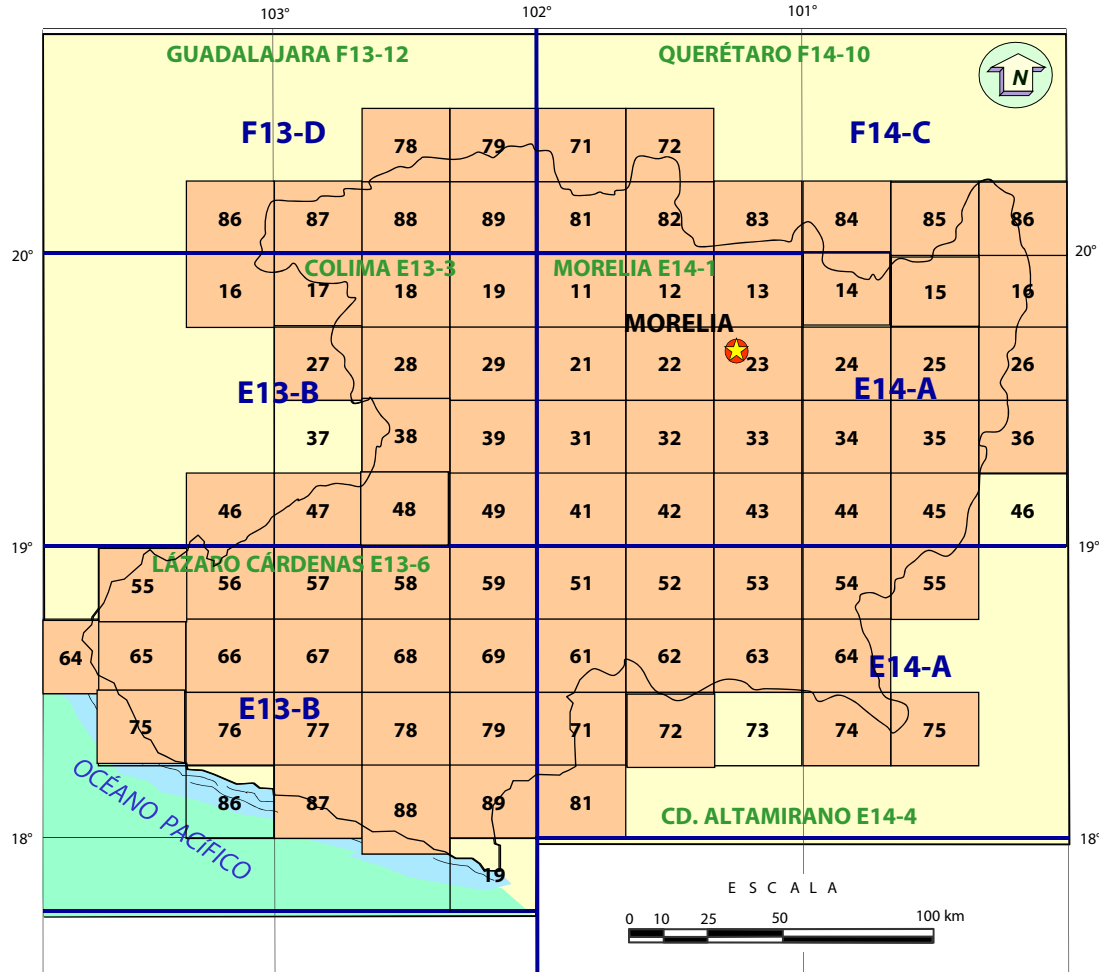 103° 102° 101°
GUADALAJARA F13-12 QUERÉTARO F14-10
N
F13-D F14-C
78 79 71 72
86 87 88 89 81 82 83 84 85 86
20° 20°
COLIMA E13-3 MORELIA E14-1
16 17 18 19 11 12 13 14 15 16
MORELIA
27 28 29 21 22 23 24 25 26
E13-B E14-A
37 38 39 31 32 33 34 35 36
46 47 48 49 41 42 43 44 45 46
19° 19°
LÁZARO CÁRDENAS E13-6
55 56 57 58 59 51 52 53 54 55
64 65 66 67 68 69 61 62 63 64
E14-A
E13-B
75 76 77 78 79 71 72 73 74 75
OCÉANO PACÍFICO
86 87 88 89 81
CD. ALTAMIRANO E14-4
18° 18°
19
ESCALA
0 10 25 50 100 km